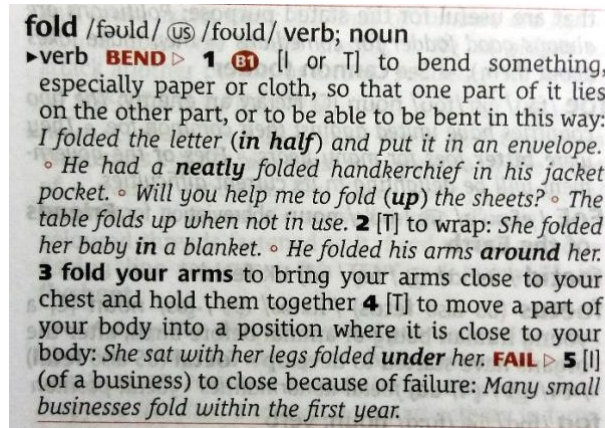 fold /fəʊld/ US /foʊld/ verb; noun
▸verb BEND ▷ 1 B1 [I or T] to bend something,
especially paper or cloth, so that one part of it lies
on the other part, or to be able to be bent in this way:
I folded the letter (in half) and put it in an envelope.
◦ He had a neatly folded handkerchief in his jacket
pocket. ◦ Will you help me to fold (up) the sheets? ◦ The
table folds up when not in use. 2 [T] to wrap: She folded
her baby in a blanket. ◦ He folded his arms around her.
3 fold your arms to bring your arms close to your
chest and hold them together 4 [T] to move a part of
your body into a position where it is close to your
body: She sat with her legs folded under her. FAIL ▷ 5 [I]
(of a business) to close because of failure: Many small
businesses fold within the first year.